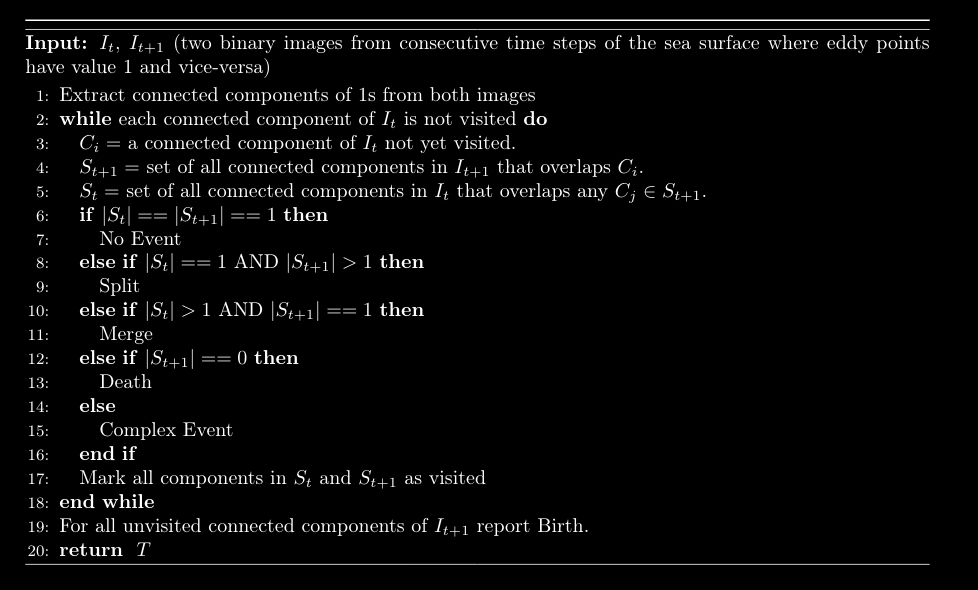 Input: I_t, I_{t+1} (two binary images from consecutive time steps of the sea surface where eddy points
have value 1 and vice-versa)
1: Extract connected components of 1s from both images
2: while each connected component of I_t is not visited do
3: C_i = a connected component of I_t not yet visited.
4: S_{t+1} = set of all connected components in I_{t+1} that overlaps C_i.
5: S_t = set of all connected components in I_t that overlaps any C_j ∈ S_{t+1}.
6: if |S_t| == |S_{t+1}| == 1 then
7: No Event
8: else if |S_t| == 1 AND |S_{t+1}| > 1 then
9: Split
10: else if |S_t| > 1 AND |S_{t+1}| == 1 then
11: Merge
12: else if |S_{t+1}| == 0 then
13: Death
14: else
15: Complex Event
16: end if
17: Mark all components in S_t and S_{t+1} as visited
18: end while
19: For all unvisited connected components of I_{t+1} report Birth.
20: return T